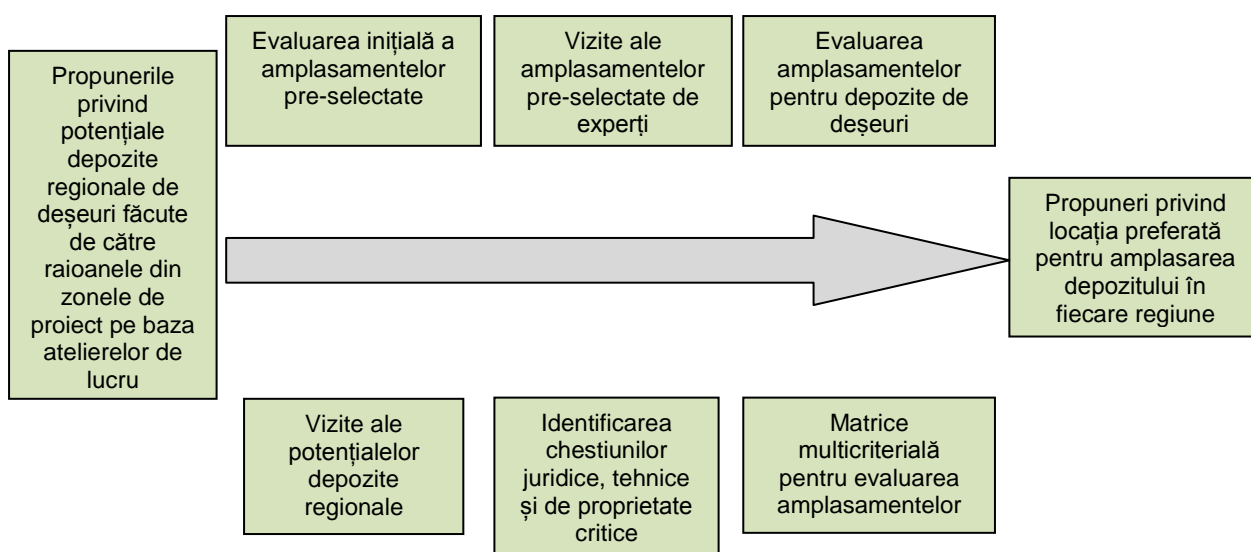 Propunerile
privind
potențiale
depozite
regionale de
deșeuri făcute
de către
raioanele din
zonele de
proiect pe baza
atelierelor de
lucru
Evaluarea inițială a
amplasamentelor
pre-selectate
Vizite ale
amplasamentelor
pre-selectate de
experți
Evaluarea
amplasamentelor
pentru depozite de
deșeuri
Propuneri privind
locația preferată
pentru amplasarea
depozitului în
fiecare regiune
Vizite ale
potențialelor
depozite
regionale
Identificarea
chestiunilor
juridice, tehnice
și de proprietate
critice
Matrice
multicriterială
pentru evaluarea
amplasamentelor